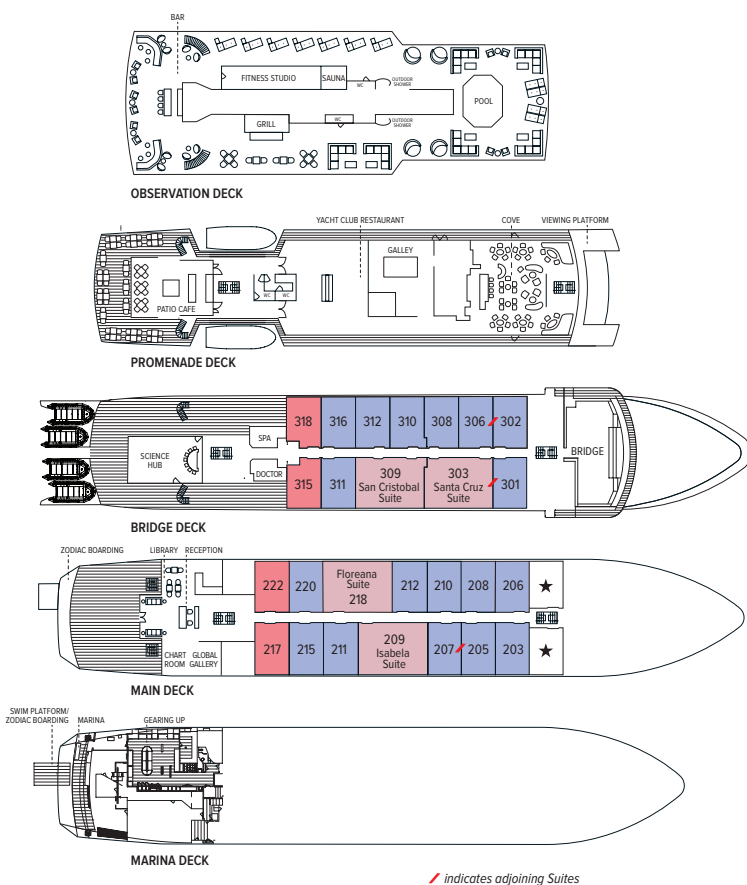 BAR
FITNESS STUDIO
SAUNA
WC
OUTDOOR
SHOWER
POOL
GRILL
WC
OUTDOOR
SHOWER
OBSERVATION DECK
YACHT CLUB RESTAURANT
COVE
VIEWING PLATFORM
GALLEY
PATIO CAFE
WC
WC
PROMENADE DECK
318
316
312
310
308
306
302
SPA
SCIENCE
HUB
DOCTOR
BRIDGE
315
311
309
San Cristobal
Suite
303
Santa Cruz
Suite
301
BRIDGE DECK
ZODIAC BOARDING
LIBRARY
RECEPTION
222
220
Floreana
Suite
218
212
210
208
206
217
215
211
209
Isabela
Suite
207
205
203
CHART
ROOM
GLOBAL
GALLERY
MAIN DECK
SWIM PLATFORM/
ZODIAC BOARDING
MARINA
GEARING UP
MARINA DECK
indicates adjoining Suites